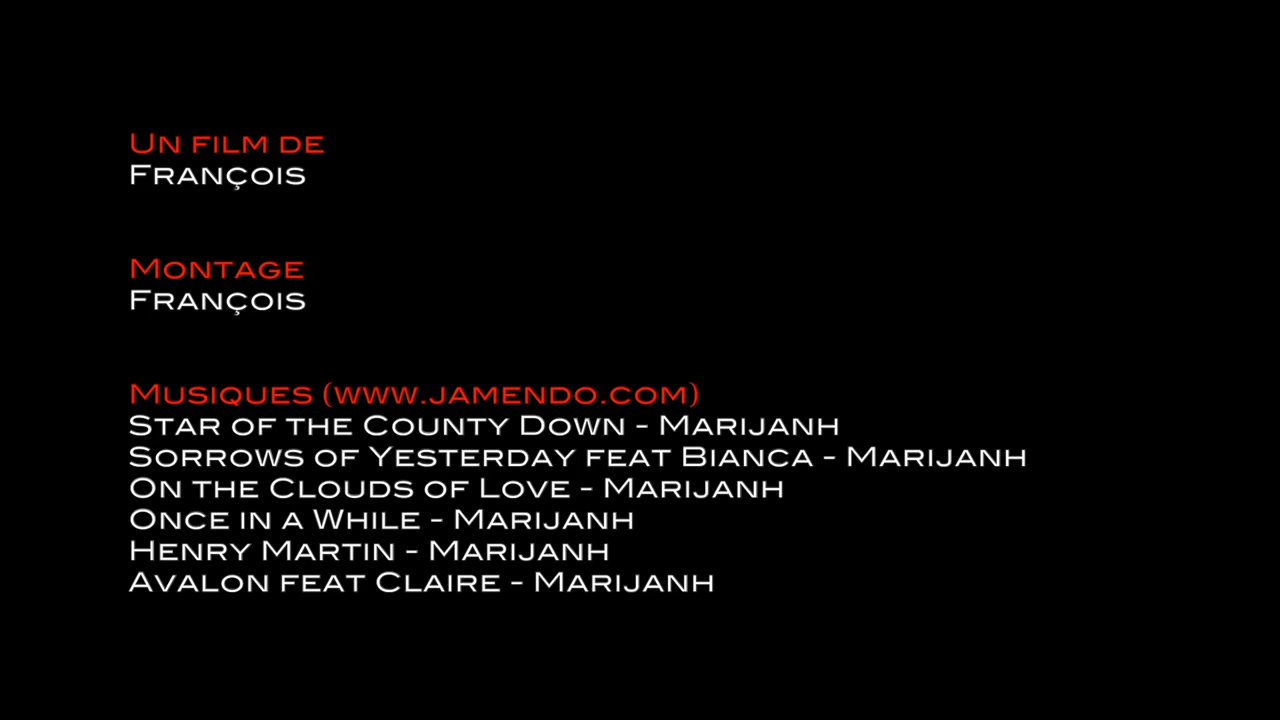 Un film de
François
Montage
François
Musiques (www.jamendo.com)
Star of the County Down - Marijanh
Sorrows of Yesterday feat Bianca - Marijanh
On the Clouds of Love - Marijanh
Once in a While - Marijanh
Henry Martin - Marijanh
Avalon feat Claire - Marijanh